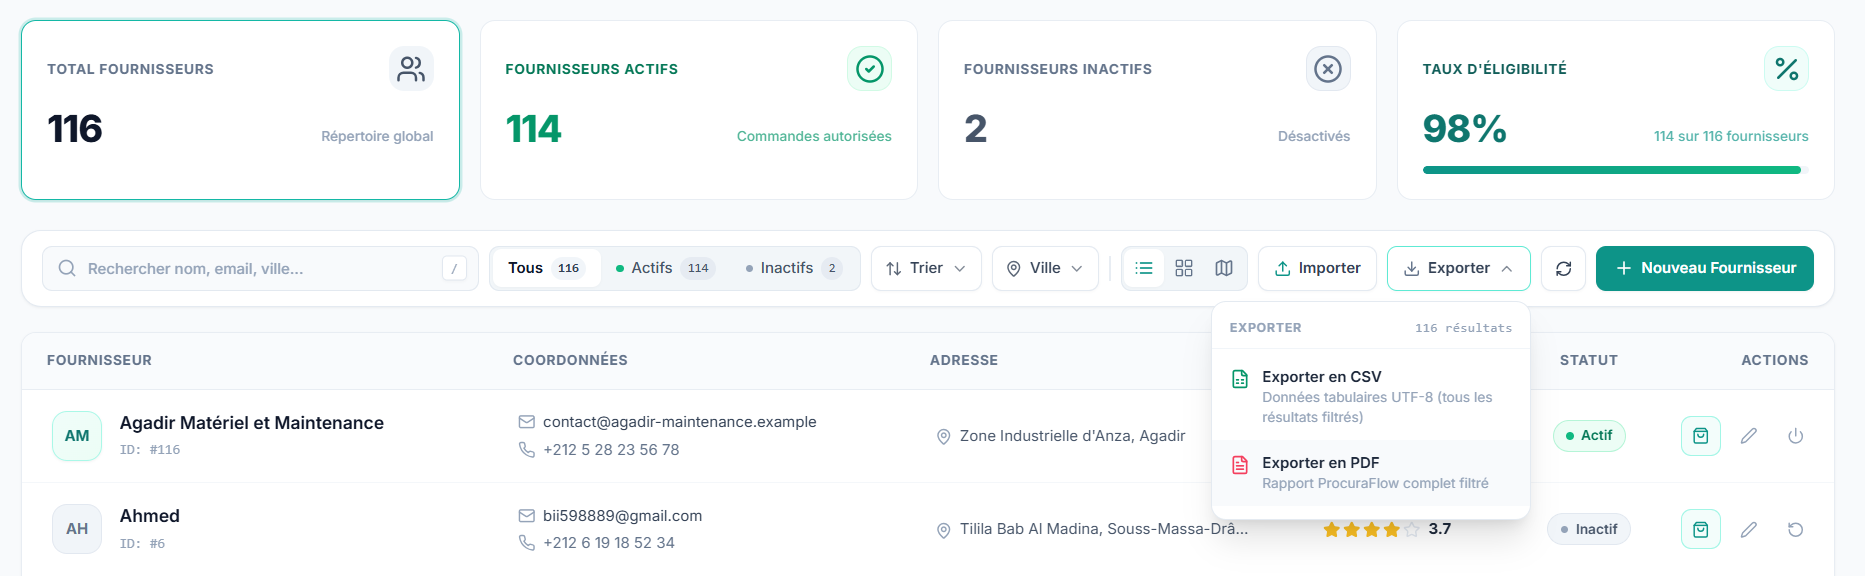 TOTAL FOURNISSEURS
116
Répertoire global
FOURNISSEURS ACTIFS
114
Commandes autorisées
FOURNISSEURS INACTIFS
2
Désactivés
TAUX D'ÉLIGIBILITÉ
98%
114 sur 116 fournisseurs
Rechercher nom, email, ville... /
Tous 116
Actifs 114
Inactifs 2
Trier
Ville
Importer
Exporter
Nouveau Fournisseur
EXPORTER 116 résultats
Exporter en CSV
Données tabulaires UTF-8 (tous les
résultats filtrés)
Exporter en PDF
Rapport ProcuraFlow complet filtré
FOURNISSEUR COORDONNÉES ADRESSE STATUT ACTIONS
AM
Agadir Matériel et Maintenance
ID: #116
contact@agadir-maintenance.example
+212 5 28 23 56 78
Zone Industrielle d'Anza, Agadir
Actif
AH
Ahmed
ID: #6
bii598889@gmail.com
+212 6 19 18 52 34
Tilila Bab Al Madina, Souss-Massa-Drâ...
3.7
Inactif